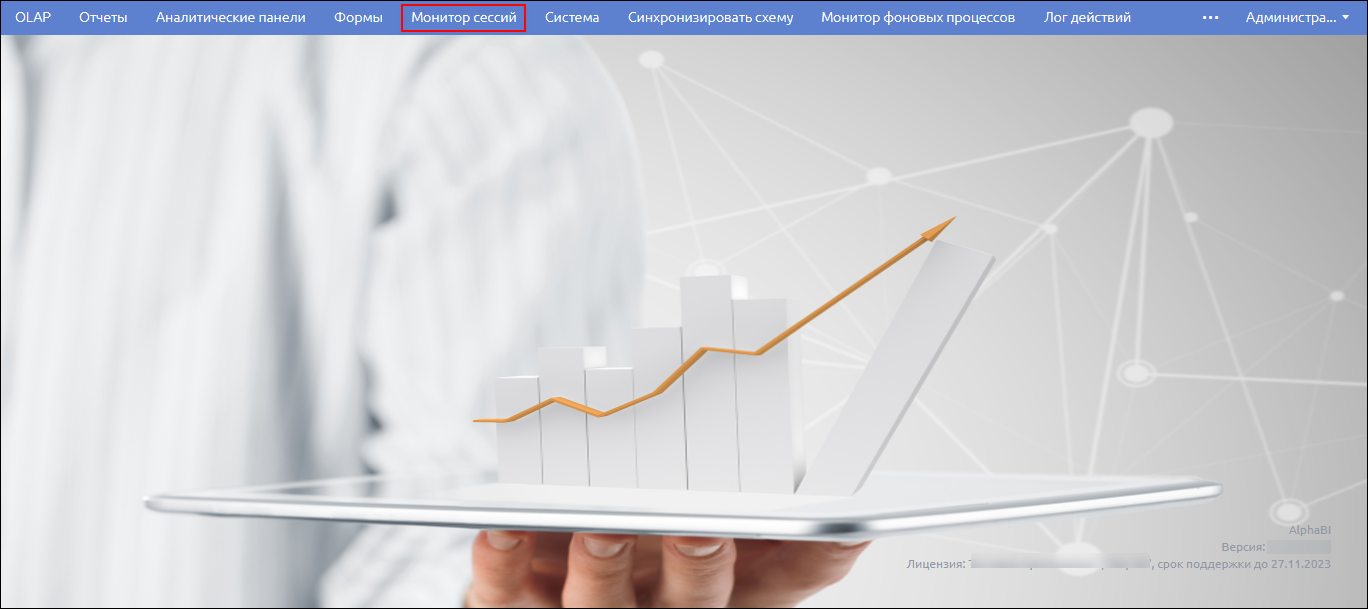 OLAP Отчеты Аналитические панели Формы Монитор сессий Система Синхронизировать схему Монитор фоновых процессов Лог действий ••• Администра...
AlphaBI
Версия:
Лицензия: , срок поддержки до 27.11.2023